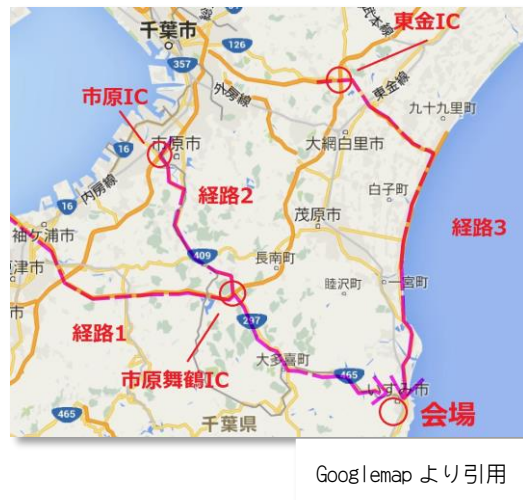 東金IC
千葉市
126
357
外房線
東金線
九十九里町
市原IC
16
市原市
大網白里市
内房線
経路2
白子町
16
茂原市
経路3
袖ケ浦市
409
長南町
睦沢町
一宮町
市
経路1
297
大多喜町
465
市原舞鶴IC
いすみ市
465
千葉県
会場
Googlemapより引用